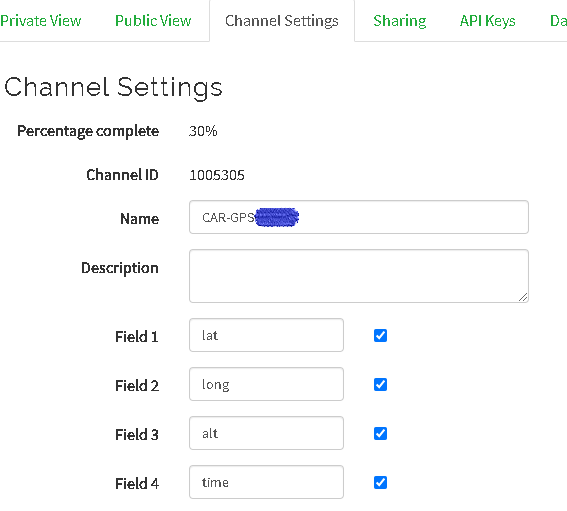 Private View Public View Channel Settings Sharing API Keys Da
Channel Settings
Percentage complete 30%
Channel ID 1005305
Name CAR-GPS
Description
Field 1 lat
Field 2 long
Field 3 alt
Field 4 time